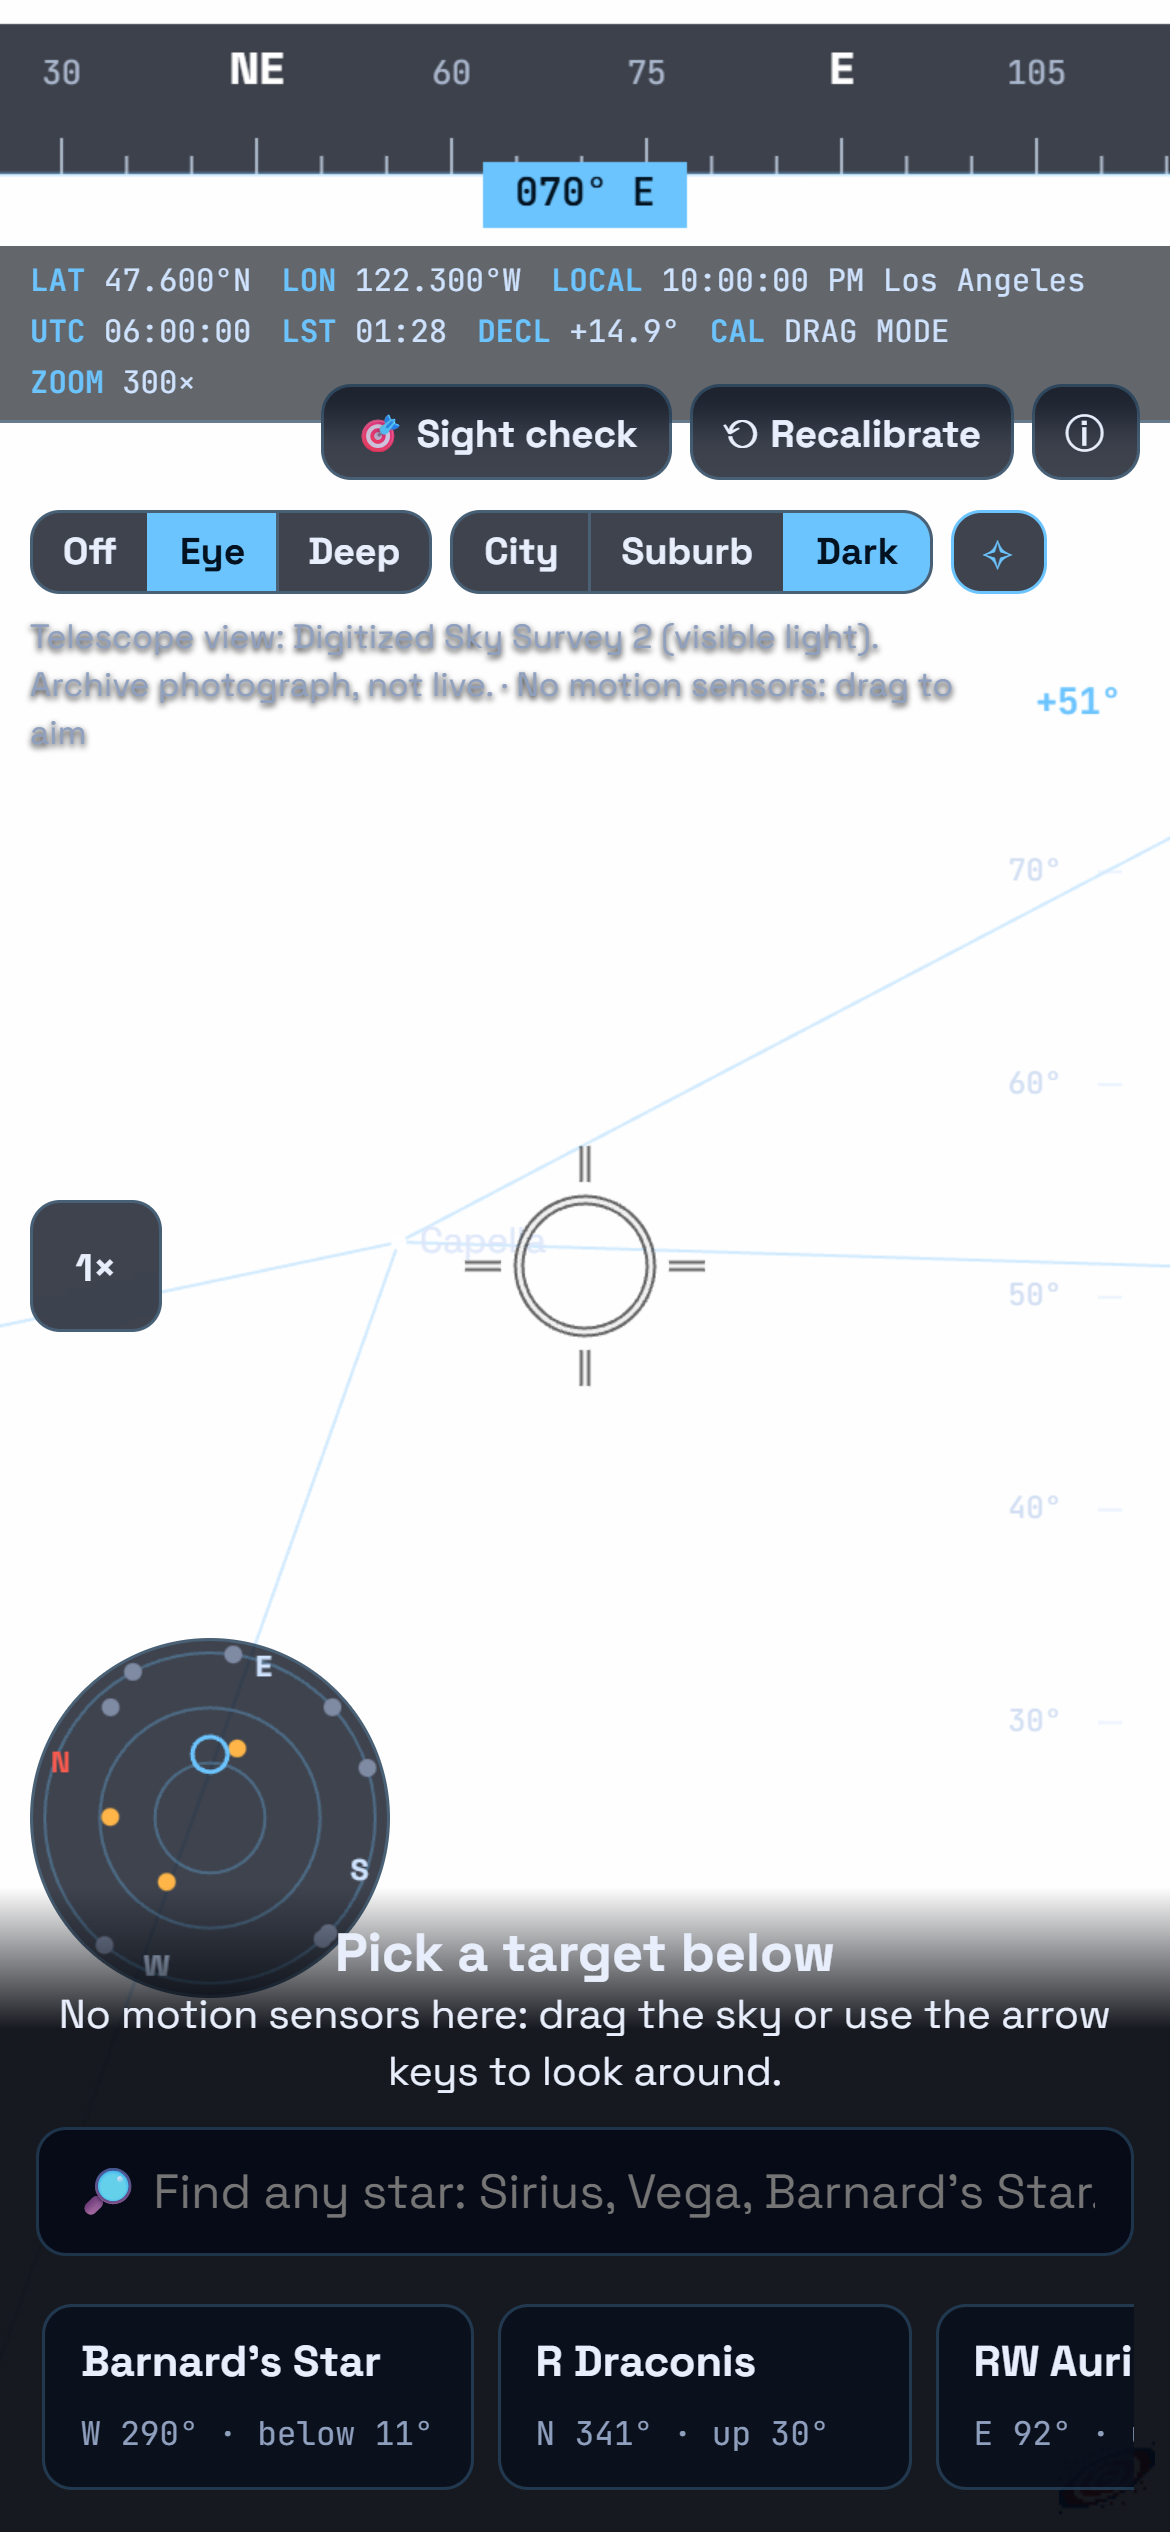 30 NE 60 75 E 105
070° E
LAT 47.600°N LON 122.300°W LOCAL 10:00:00 PM Los Angeles
UTC 06:00:00 LST 01:28 DECL +14.9° CAL DRAG MODE
ZOOM 300×
🎯 Sight check
Recalibrate
ⓘ
Off Eye Deep
City Suburb Dark
Telescope view: Digitized Sky Survey 2 (visible light).
Archive photograph, not live. · No motion sensors: drag to
aim
+51°
70°
60°
Capella
1×
50°
40°
30°
E
N
S
W
Pick a target below
No motion sensors here: drag the sky or use the arrow
keys to look around.
Find any star: Sirius, Vega, Barnard's Star.
Barnard's Star
W 290° · below 11°
R Draconis
N 341° · up 30°
RW Auri
E 92° ·